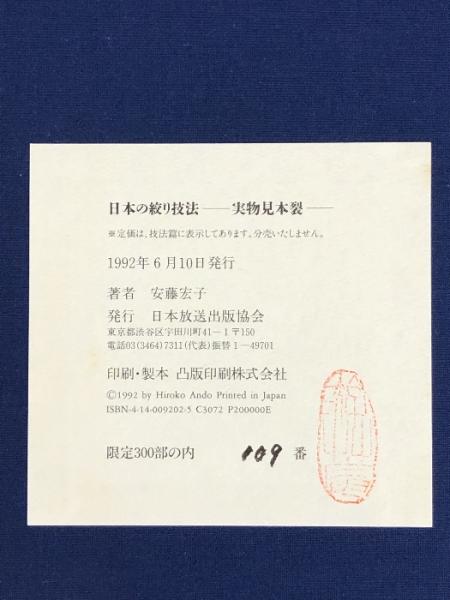 日本の絞り技法――実物見本裂――
※定価は、技法篇に表示してあります。分売いたしません。
1992年6月10日発行
著者 安藤宏子
発行 日本放送出版協会
東京都渋谷区宇田川町41−1〒150
電話03(3464)7311(代表)振替1−49701
印刷・製本 凸版印刷株式会社
©1992 by Hiroko Ando Printed in Japan
ISBN4-14-009202-5 C3072 P200000E
限定300部の内 109 番